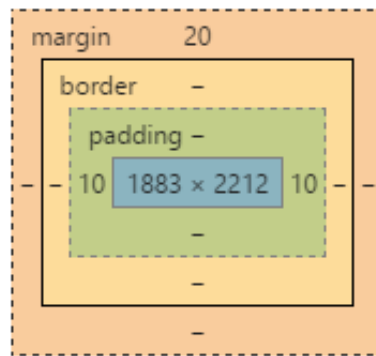 margin 20
border –
padding –
– – 10 1883 × 2212 10 – –
–
–
–